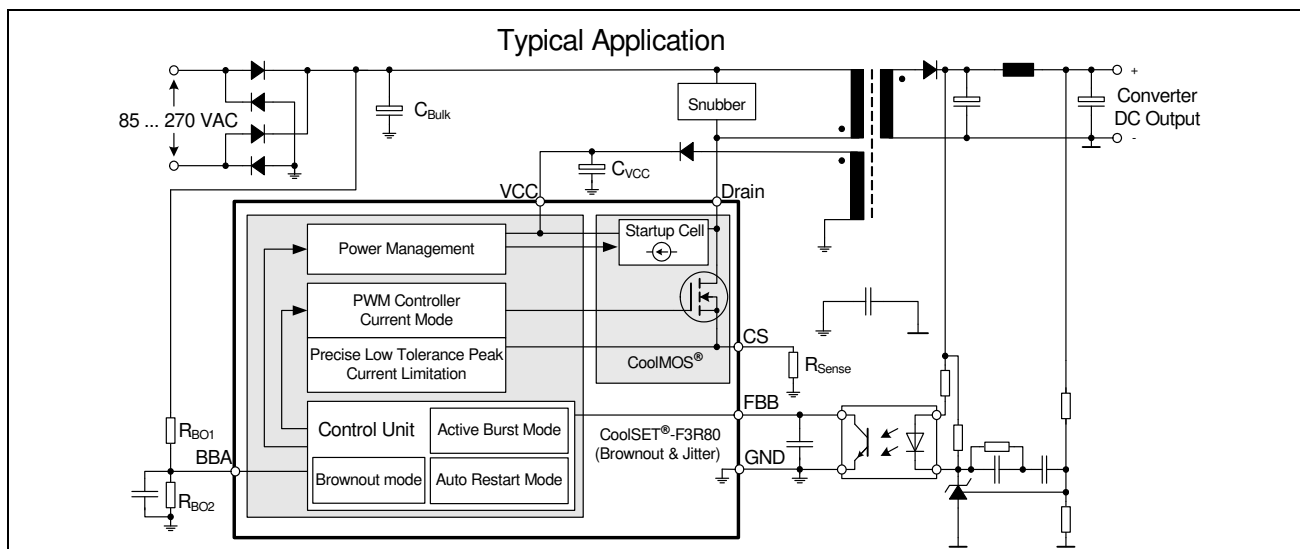 Typical Application
85 ... 270 VAC
CBulk
Snubber
+
Converter
DC Output
-
CVCC
VCC
Drain
Power Management
Startup Cell
PWM Controller
Current Mode
Precise Low Tolerance Peak
Current Limitation
CoolMOS®
CS
RSense
FBB
Control Unit
Active Burst Mode
CoolSET®-F3R80
(Brownout & Jitter)
RBO1
BBA
GND
Brownout mode
Auto Restart Mode
RBO2